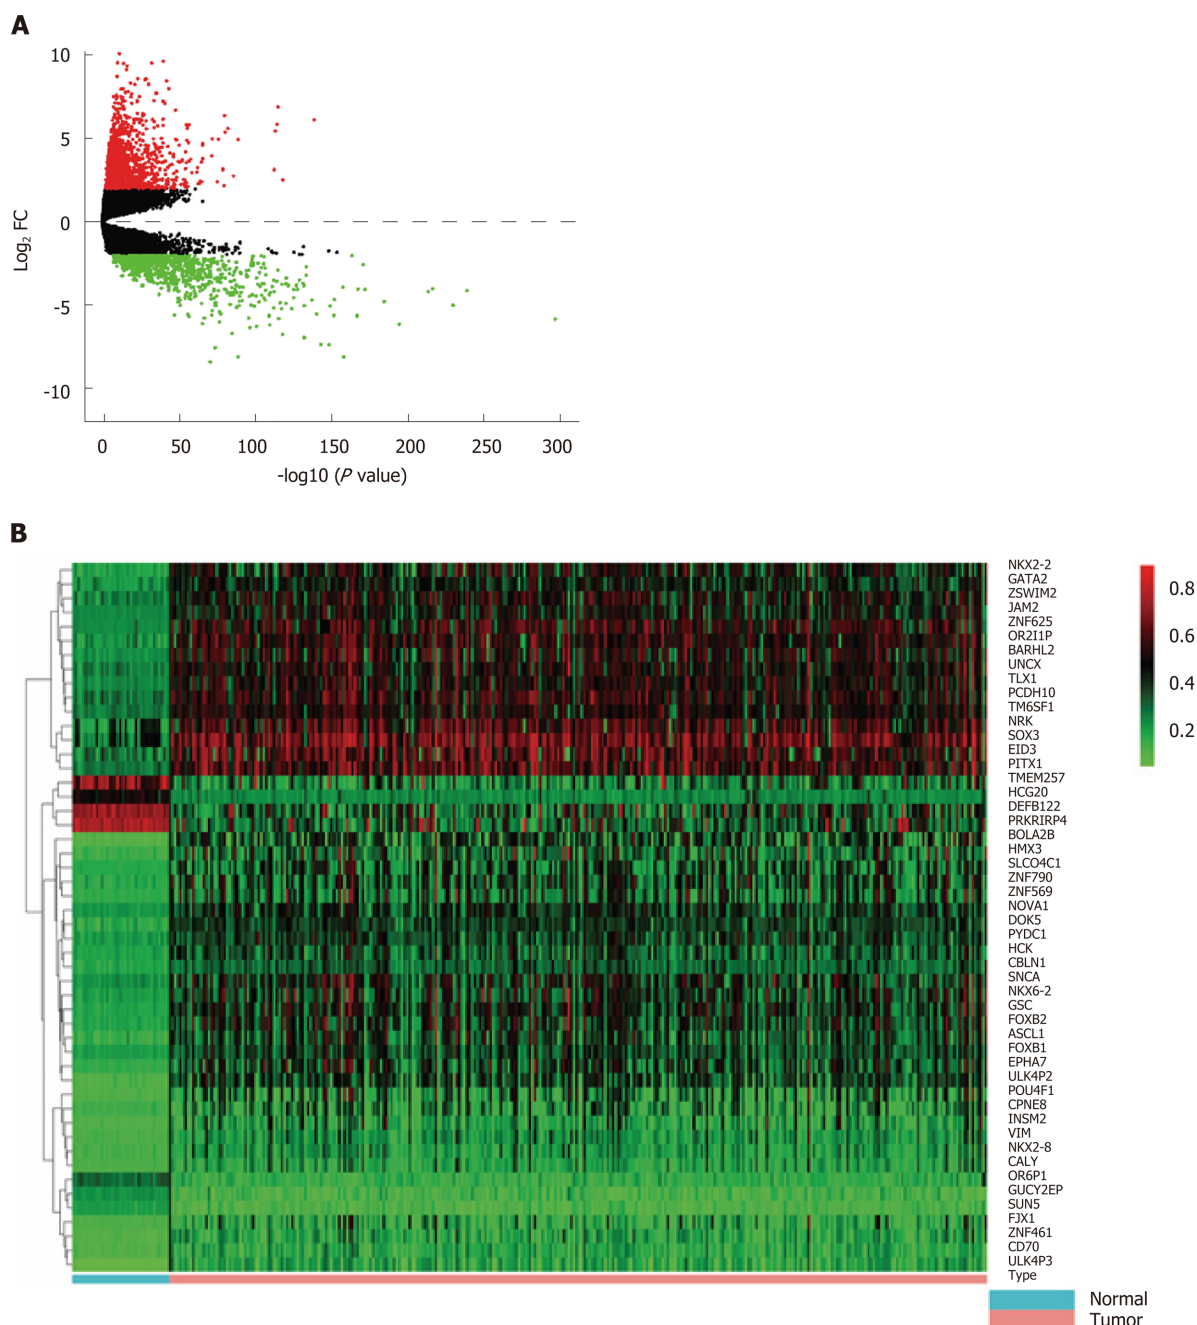 A
10
5
0
-5
-10
Log2 FC
0 50 100 150 200 250 300
-log10 (P value)
B
NKX2-2
GATA2
ZSWIM2
JAM2
ZNF625
OR2I1P
BARHL2
UNCX
TLX1
PCDH10
TM6SF1
NRK
SOX3
EID3
PITX1
TMEM257
HCG20
DEFB122
PRKRIRP4
BOLA2B
HMX3
SLCO4C1
ZNF790
ZNF569
NOVA1
DOK5
PYDC1
HCK
CBLN1
SNCA
NKX6-2
GSC
FOXB2
ASCL1
FOXB1
EPHA7
ULK4P2
POU4F1
CPNE8
INSM2
VIM
NKX2-8
CALY
OR6P1
GUCY2EP
SUN5
FJX1
ZNF461
CD70
ULK4P3
Type
0.8
0.6
0.4
0.2
Normal
Tumor